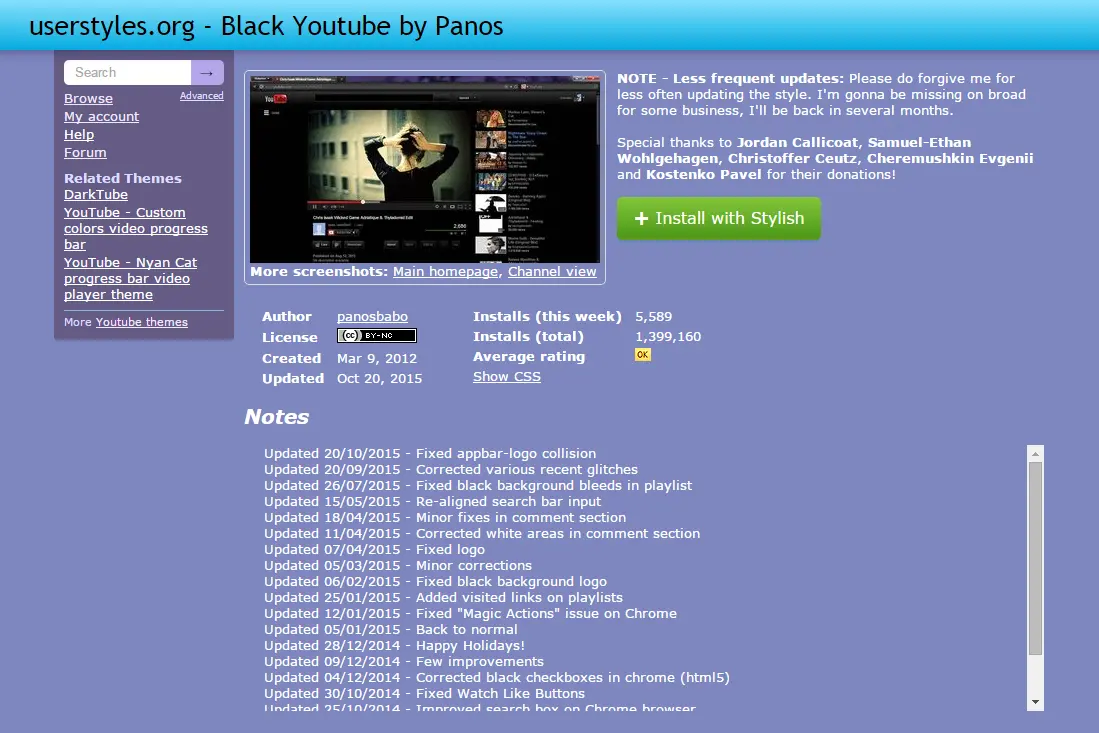 userstyles.org - Black Youtube by Panos
Search →
Advanced
Browse
My account
Help
Forum
Related Themes
DarkTube
YouTube - Custom
colors video progress
bar
YouTube - Nyan Cat
progress bar video
player theme
More Youtube themes
More screenshots: Main homepage, Channel view
NOTE - Less frequent updates: Please do forgive me for
less often updating the style. I'm gonna be missing on broad
for some business, I'll be back in several months.
Special thanks to Jordan Callicoat, Samuel-Ethan
Wohlgehagen, Christoffer Ceutz, Cheremushkin Evgenii
and Kostenko Pavel for their donations!
+ Install with Stylish
Author panosbabo
License (cc) BY-NC
Created Mar 9, 2012
Updated Oct 20, 2015
Installs (this week) 5,589
Installs (total) 1,399,160
Average rating OK
Show CSS
Notes
Updated 20/10/2015 - Fixed appbar-logo collision
Updated 20/09/2015 - Corrected various recent glitches
Updated 26/07/2015 - Fixed black background bleeds in playlist
Updated 15/05/2015 - Re-aligned search bar input
Updated 18/04/2015 - Minor fixes in comment section
Updated 11/04/2015 - Corrected white areas in comment section
Updated 07/04/2015 - Fixed logo
Updated 05/03/2015 - Minor corrections
Updated 06/02/2015 - Fixed black background logo
Updated 25/01/2015 - Added visited links on playlists
Updated 12/01/2015 - Fixed "Magic Actions" issue on Chrome
Updated 05/01/2015 - Back to normal
Updated 28/12/2014 - Happy Holidays!
Updated 09/12/2014 - Few improvements
Updated 04/12/2014 - Corrected black checkboxes in chrome (html5)
Updated 30/10/2014 - Fixed Watch Like Buttons
Updated 25/10/2014 - Improved search box on Chrome browser